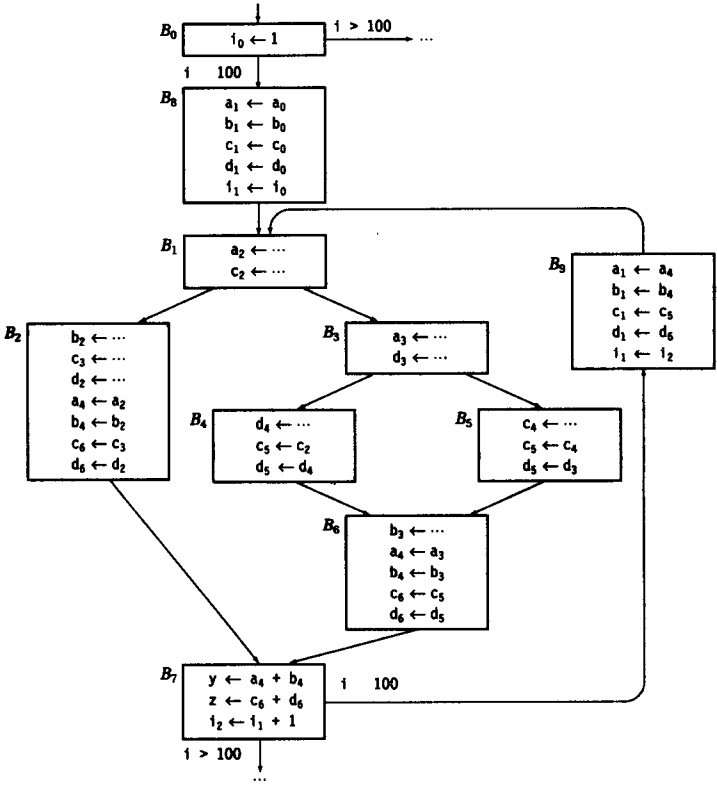 B₀
i₀ ← 1
i > 100
...
i 100
B₈
a₁ ← a₀
b₁ ← b₀
c₁ ← c₀
d₁ ← d₀
i₁ ← i₀
B₁
a₂ ← ...
c₂ ← ...
B₉
a₁ ← a₄
b₁ ← b₄
c₁ ← c₅
d₁ ← d₆
i₁ ← i₂
B₂
b₂ ← ...
c₃ ← ...
d₂ ← ...
a₄ ← a₂
b₄ ← b₂
c₆ ← c₃
d₆ ← d₂
B₃
a₃ ← ...
d₃ ← ...
B₄
d₄ ← ...
c₅ ← c₂
d₅ ← d₄
B₅
c₄ ← ...
c₅ ← c₄
d₅ ← d₃
B₆
b₃ ← ...
a₄ ← a₃
b₄ ← b₃
c₆ ← c₅
d₆ ← d₅
B₇
y ← a₄ + b₄
z ← c₆ + d₆
i₂ ← i₁ + 1
i 100
i > 100
...